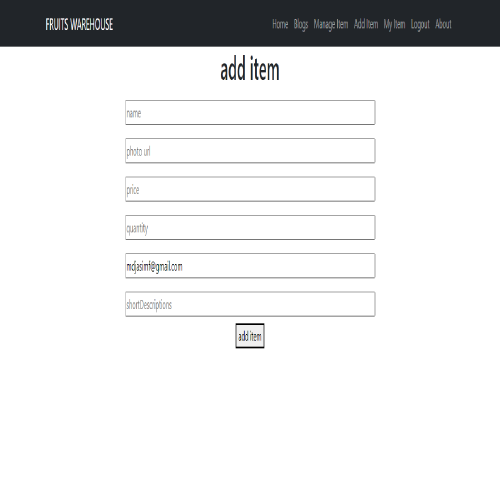 FRUITS WAREHOUSE Home Blogs Manage Item Add Item My Item Logout About
add item
name
photo url
price
quantity
mdjasimf@gmail.com
shortDescriptions
add item